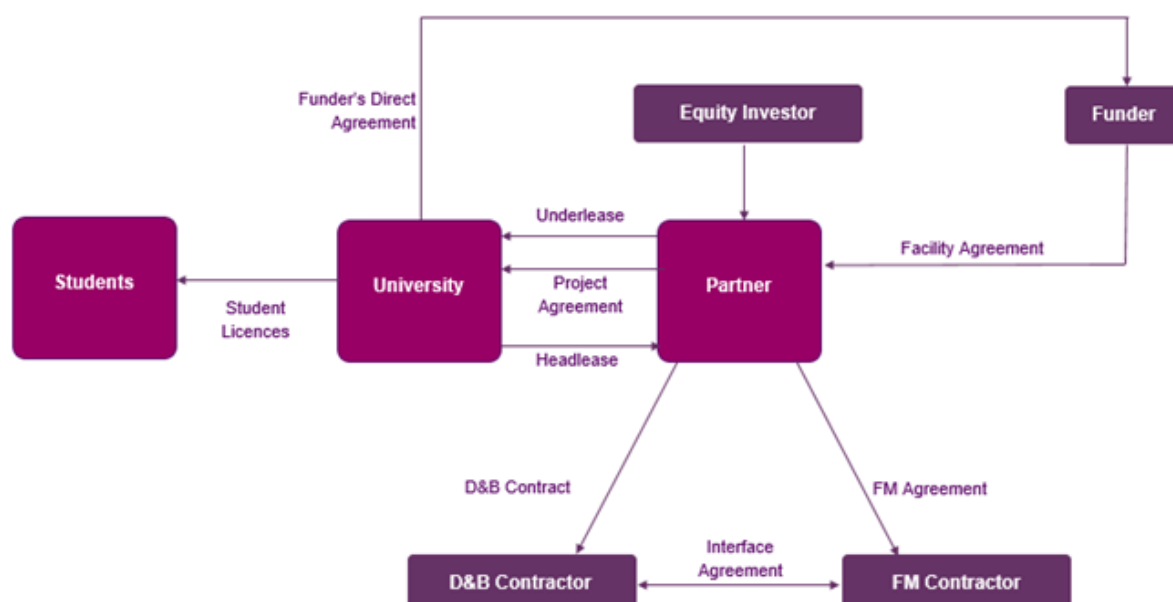 Funder's Direct
Agreement
Equity Investor
Funder
Underlease
Facility Agreement
Students
University
Partner
Project
Agreement
Student
Licences
Headlease
D&B Contract
FM Agreement
Interface
Agreement
D&B Contractor
FM Contractor